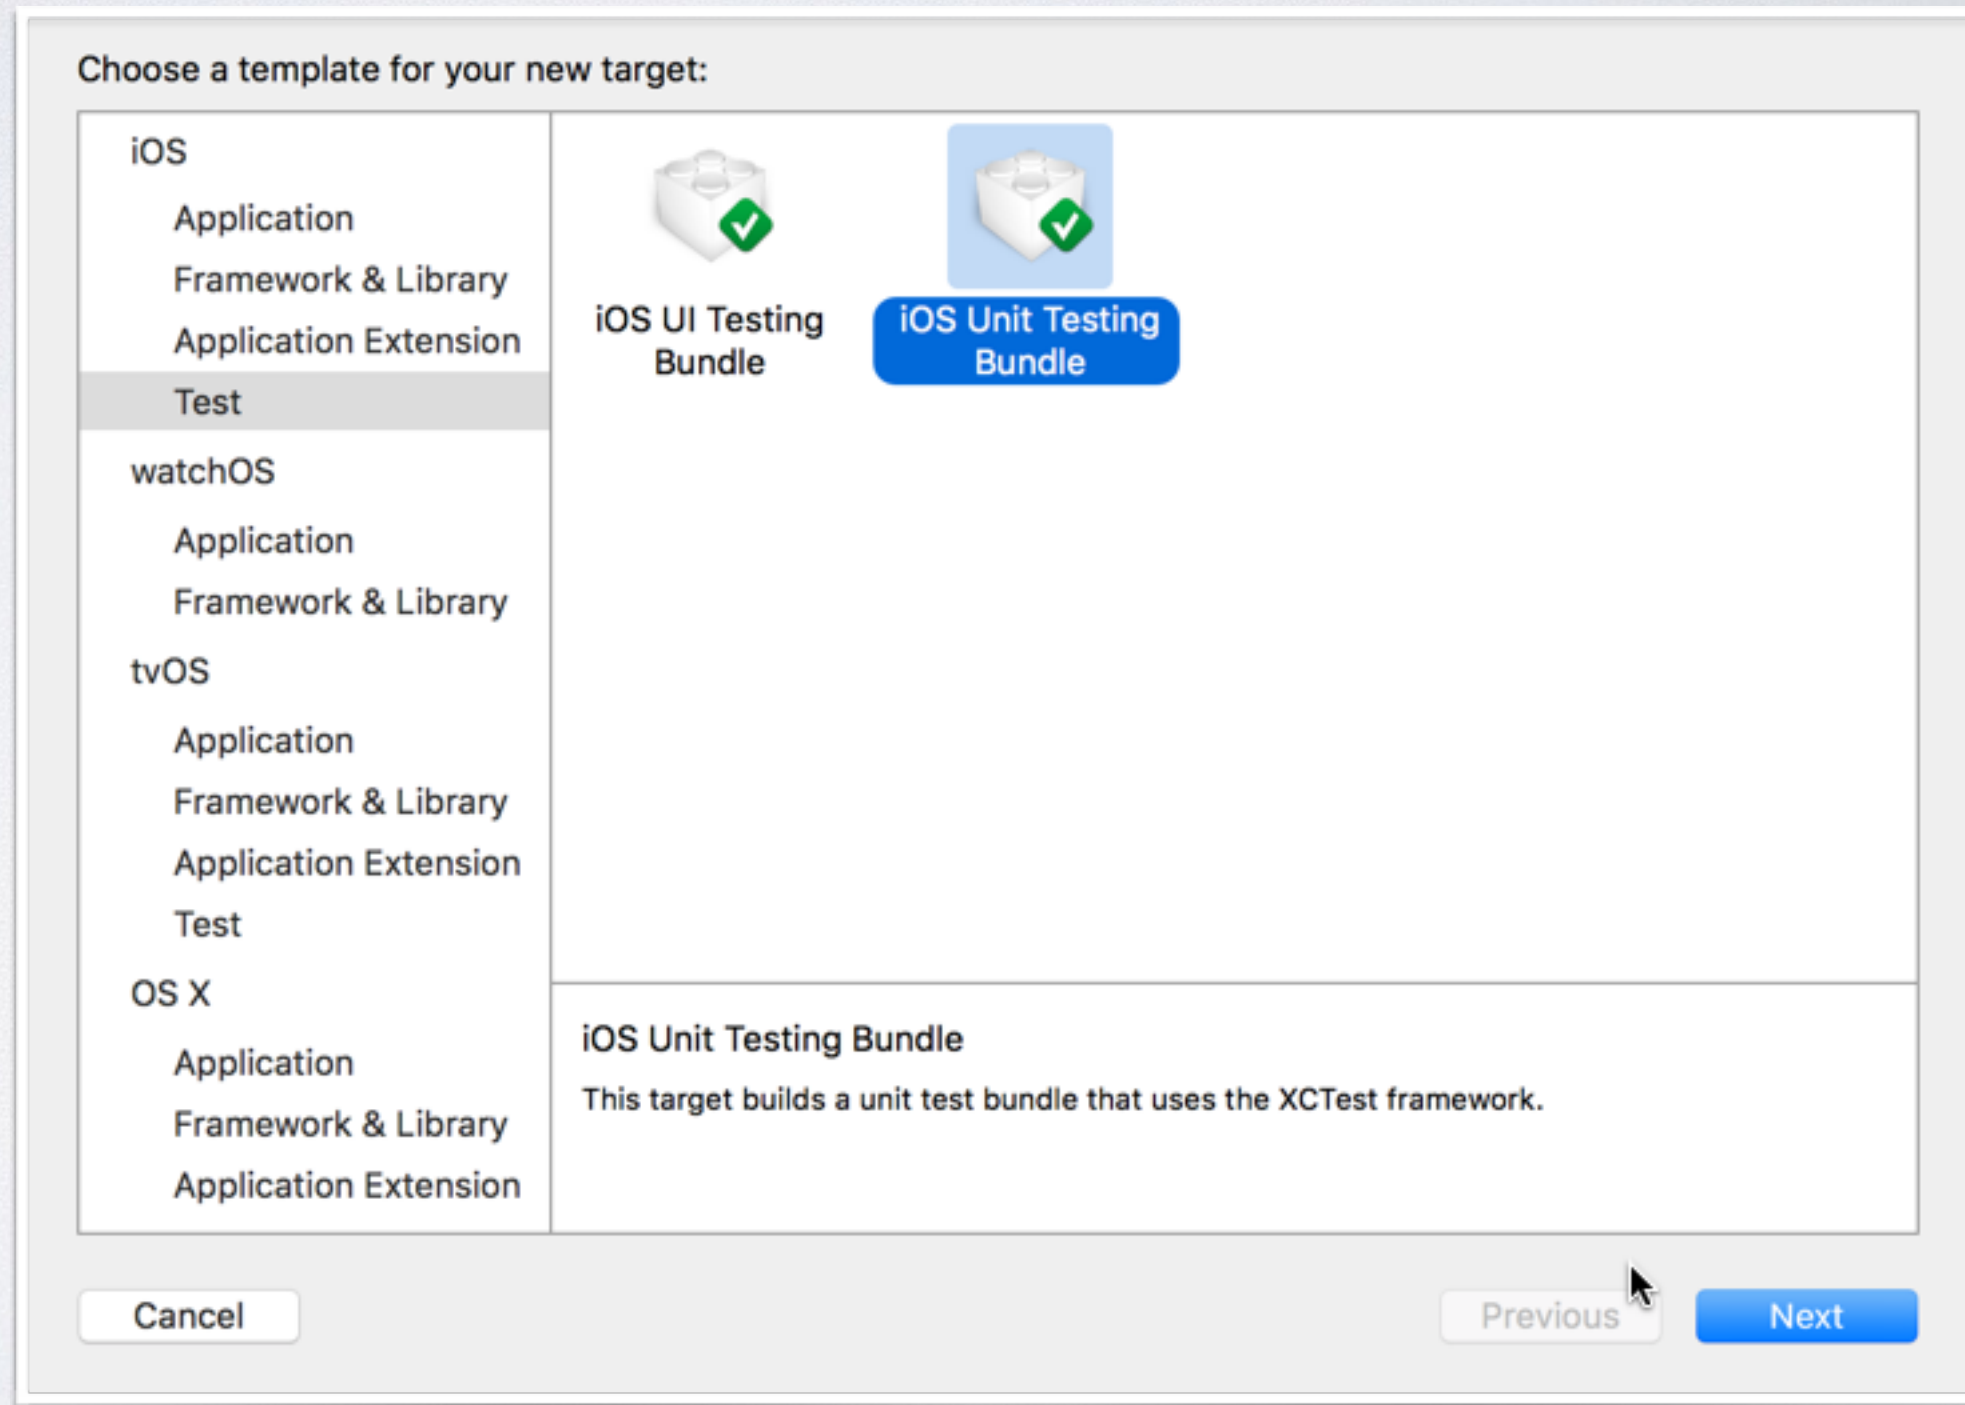 Choose a template for your new target:
iOS
Application
Framework & Library
Application Extension
Test
watchOS
Application
Framework & Library
tvOS
Application
Framework & Library
Application Extension
Test
OS X
Application
Framework & Library
Application Extension
iOS UI Testing
Bundle
iOS Unit Testing
Bundle
iOS Unit Testing Bundle
This target builds a unit test bundle that uses the XCTest framework.
Cancel
Previous
Next